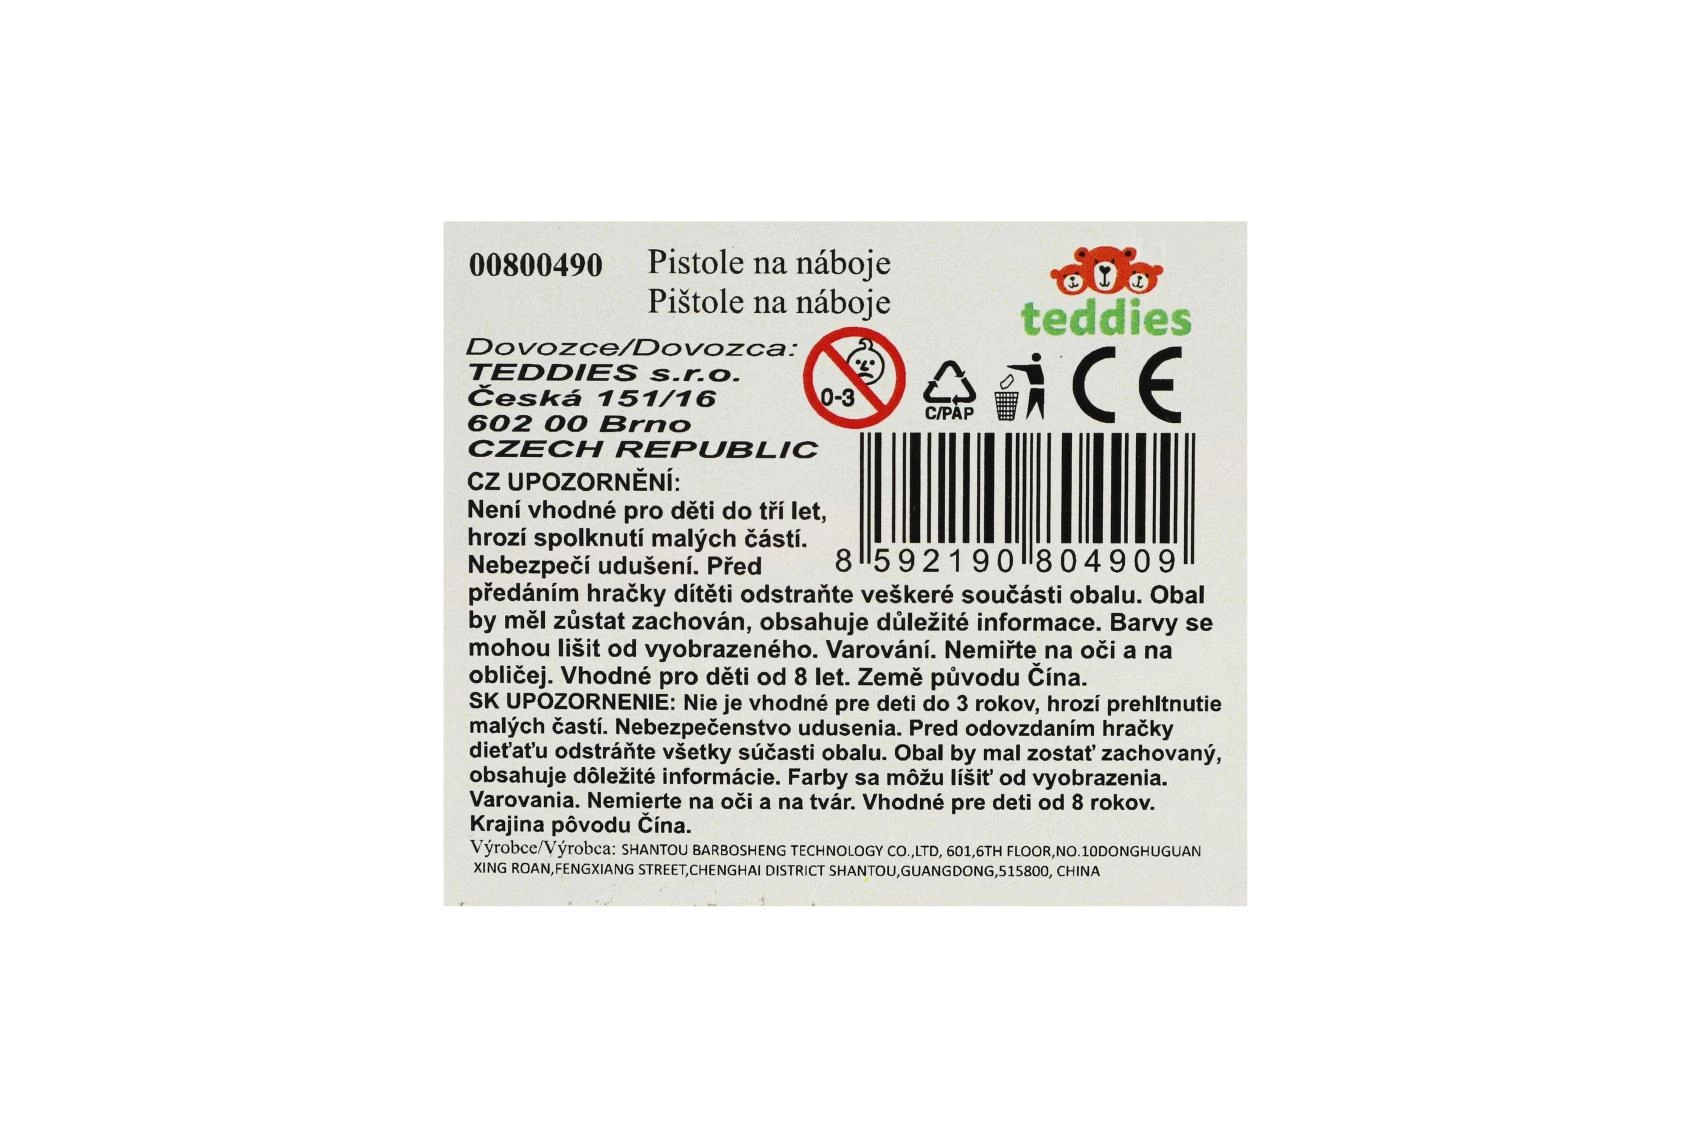 00800490 Pistole na náboje
Pištole na náboje
teddies
Dovozce/Dovozca:
TEDDIES s.r.o.
Česká 151/16
602 00 Brno
CZECH REPUBLIC
0-3
C/PAP
CE
8 592190 804909
CZ UPOZORNĚNÍ:
Není vhodné pro děti do tří let,
hrozí spolknutí malých částí.
Nebezpečí udušení. Před
předáním hračky dítěti odstraňte veškeré součásti obalu. Obal
by měl zůstat zachován, obsahuje důležité informace. Barvy se
mohou lišit od vyobrazeného. Varování. Nemiřte na oči a na
obličej. Vhodné pro děti od 8 let. Země původu Čína.
SK UPOZORNENIE: Nie je vhodné pre deti do 3 rokov, hrozí prehltnutie
malých častí. Nebezpečenstvo udusenia. Pred odovzdaním hračky
dieťaťu odstráňte všetky súčasti obalu. Obal by mal zostať zachovaný,
obsahuje dôležité informácie. Farby sa môžu líšiť od vyobrazenia.
Varovania. Nemierte na oči a na tvár. Vhodné pre deti od 8 rokov.
Krajina pôvodu Čína.
Výrobce/Výrobca: SHANTOU BARBOSHENG TECHNOLOGY CO.,LTD, 601,6TH FLOOR,NO.10DONGHUGUAN
XING ROAN,FENGXIANG STREET,CHENGHAI DISTRICT SHANTOU,GUANGDONG,515800, CHINA